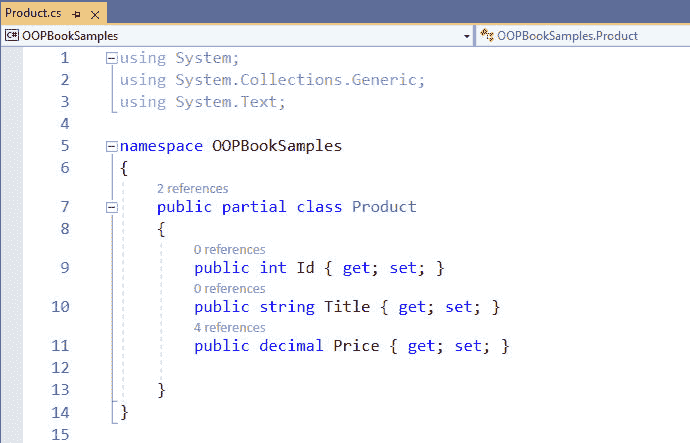 Product.cs
C# OOPBookSamples OOPBookSamples.Product
1 using System;
2 using System.Collections.Generic;
3 using System.Text;
4
5 namespace OOPBookSamples
6 {
2 references
7 public partial class Product
8 {
0 references
9 public int Id { get; set; }
0 references
10 public string Title { get; set; }
4 references
11 public decimal Price { get; set; }
12
13 }
14 }
15